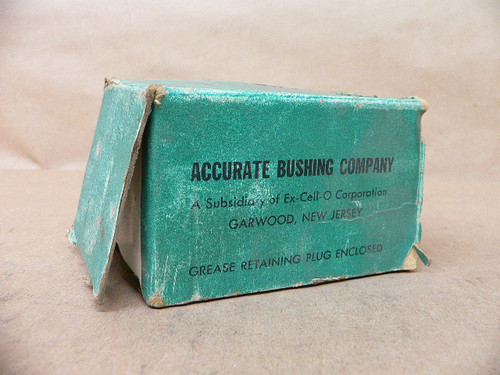 ACCURATE BUSHING COMPANY
A Subsidiary of Ex-Cell-O Corporation
GARWOOD, NEW JERSEY
GREASE RETAINING PLUG ENCLOSED